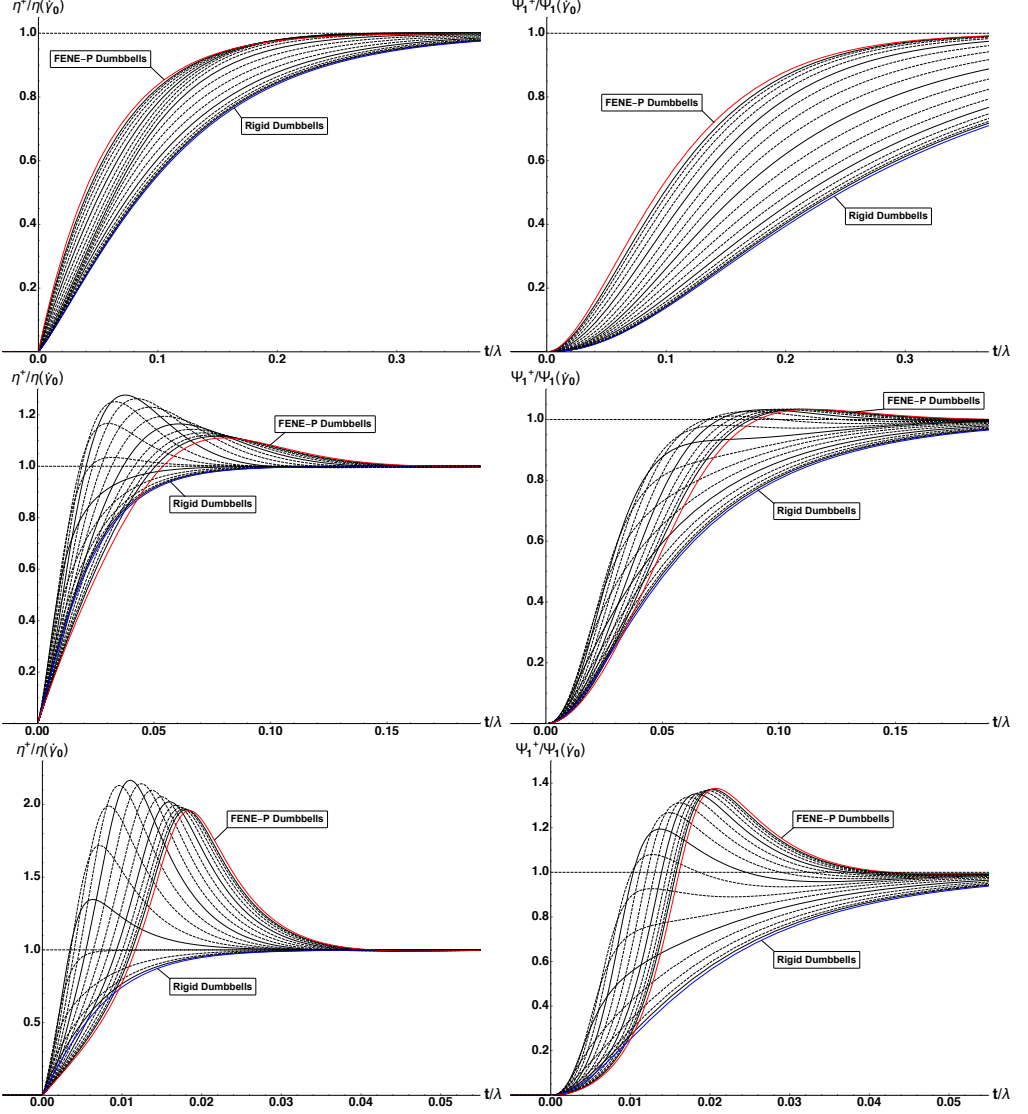 η⁺/η(γ̇₀)
1.0
0.8
0.6
0.4
0.2
0.0
0.1
0.2
0.3
t/λ
FENE-P Dumbbells
Rigid Dumbbells
Ψ₁⁺/Ψ₁(γ̇₀)
1.0
0.8
0.6
0.4
0.2
0.0
0.1
0.2
0.3
t/λ
FENE-P Dumbbells
Rigid Dumbbells
η⁺/η(γ̇₀)
1.2
1.0
0.8
0.6
0.4
0.2
0.00
0.05
0.10
0.15
t/λ
FENE-P Dumbbells
Rigid Dumbbells
Ψ₁⁺/Ψ₁(γ̇₀)
1.0
0.8
0.6
0.4
0.2
0.00
0.05
0.10
0.15
t/λ
FENE-P Dumbbells
Rigid Dumbbells
η⁺/η(γ̇₀)
2.0
1.5
1.0
0.5
0.00
0.01
0.02
0.03
0.04
0.05
t/λ
FENE-P Dumbbells
Rigid Dumbbells
Ψ₁⁺/Ψ₁(γ̇₀)
1.4
1.2
1.0
0.8
0.6
0.4
0.2
0.00
0.01
0.02
0.03
0.04
0.05
t/λ
FENE-P Dumbbells
Rigid Dumbbells